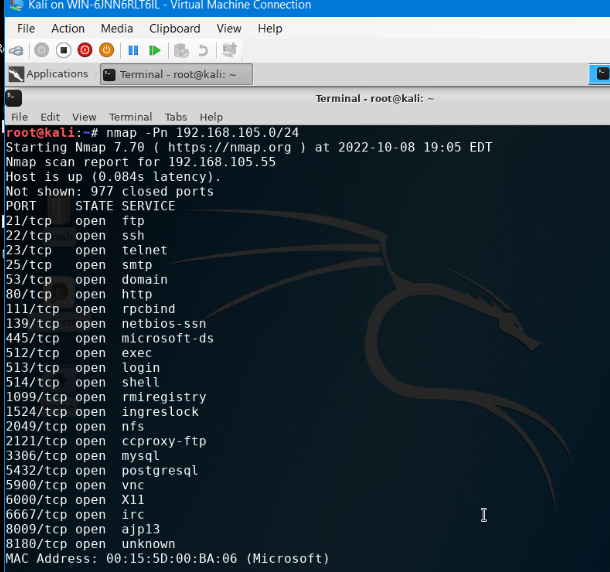 Kali on WIN-6JNN6RLT6IL - Virtual Machine Connection
File Action Media Clipboard View Help
Applications Terminal - root@kali: ~
Terminal - root@kali: ~
File Edit View Terminal Tabs Help
root@kali:~# nmap -Pn 192.168.105.0/24
Starting Nmap 7.70 ( https://nmap.org ) at 2022-10-08 19:05 EDT
Nmap scan report for 192.168.105.55
Host is up (0.084s latency).
Not shown: 977 closed ports
PORT     STATE SERVICE
21/tcp   open  ftp
22/tcp   open  ssh
23/tcp   open  telnet
25/tcp   open  smtp
53/tcp   open  domain
80/tcp   open  http
111/tcp  open  rpcbind
139/tcp  open  netbios-ssn
445/tcp  open  microsoft-ds
512/tcp  open  exec
513/tcp  open  login
514/tcp  open  shell
1099/tcp open  rmiregistry
1524/tcp open  ingreslock
2049/tcp open  nfs
2121/tcp open  ccproxy-ftp
3306/tcp open  mysql
5432/tcp open  postgresql
5900/tcp open  vnc
6000/tcp open  X11
6667/tcp open  irc
8009/tcp open  ajp13
8180/tcp open  unknown
MAC Address: 00:15:5D:00:BA:06 (Microsoft)